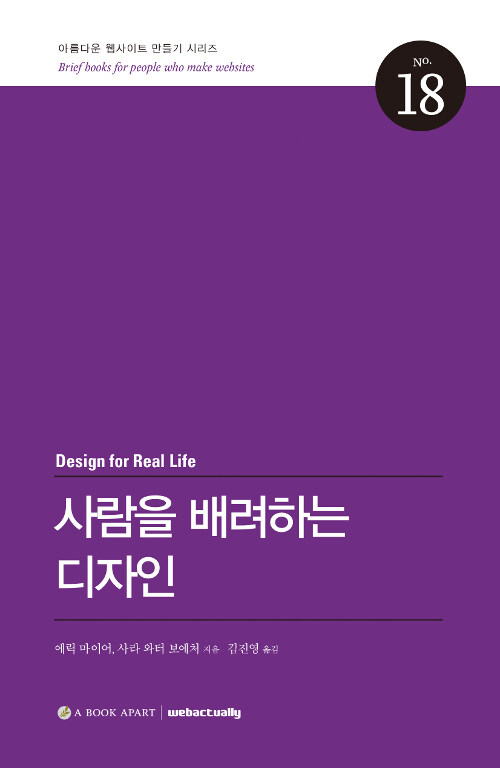 아름다운 웹사이트 만들기 시리즈
Brief books for people who make websites
No.
18
Design for Real Life
사람을 배려하는
디자인
에릭 마이어, 사라 와터 보에처 지음 김진영 옮김
A BOOK APART | webactually